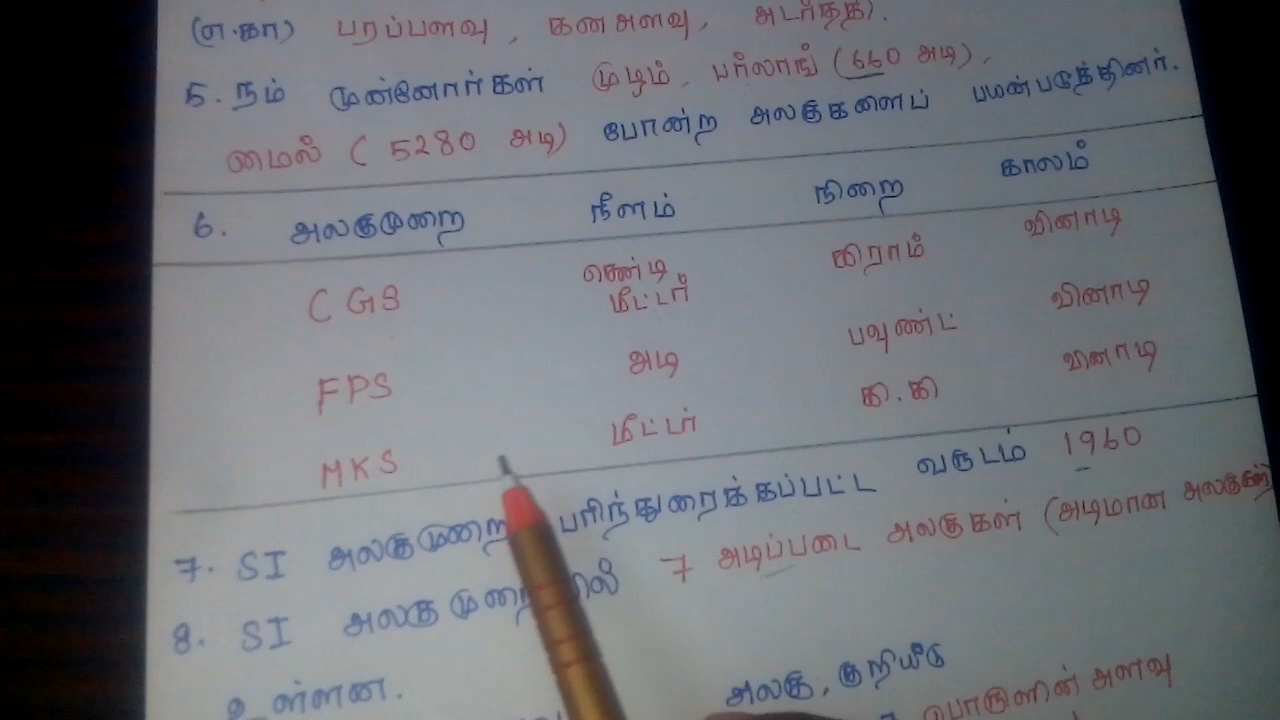 (எ.கா) பரப்பளவு, கனஅளவு, அடர்த்தி).
5. நம் முன்னோர்கள் முழம், பர்லாங் (660 அடி),
மைல் (5280 அடி) போன்ற அலகுகளைப் பயன்படுத்தினர்.
6. அலகுமுறை நீளம் நிறை காலம்
CGS சென்டி மீட்டர் கிராம் வினாடி
FPS அடி பவுண்ட் வினாடி
MKS மீட்டர் கி.கி வினாடி
7. SI அலகுமுறை பரிந்துரைக்கப்பட்ட வருடம் 1960
8. SI அலகுமுறையில் 7 அடிப்படை அலகுகள் (அடிமான அலகுகள்)
உள்ளன.
அலகு, குறியீடு
பொருளின் அளவு